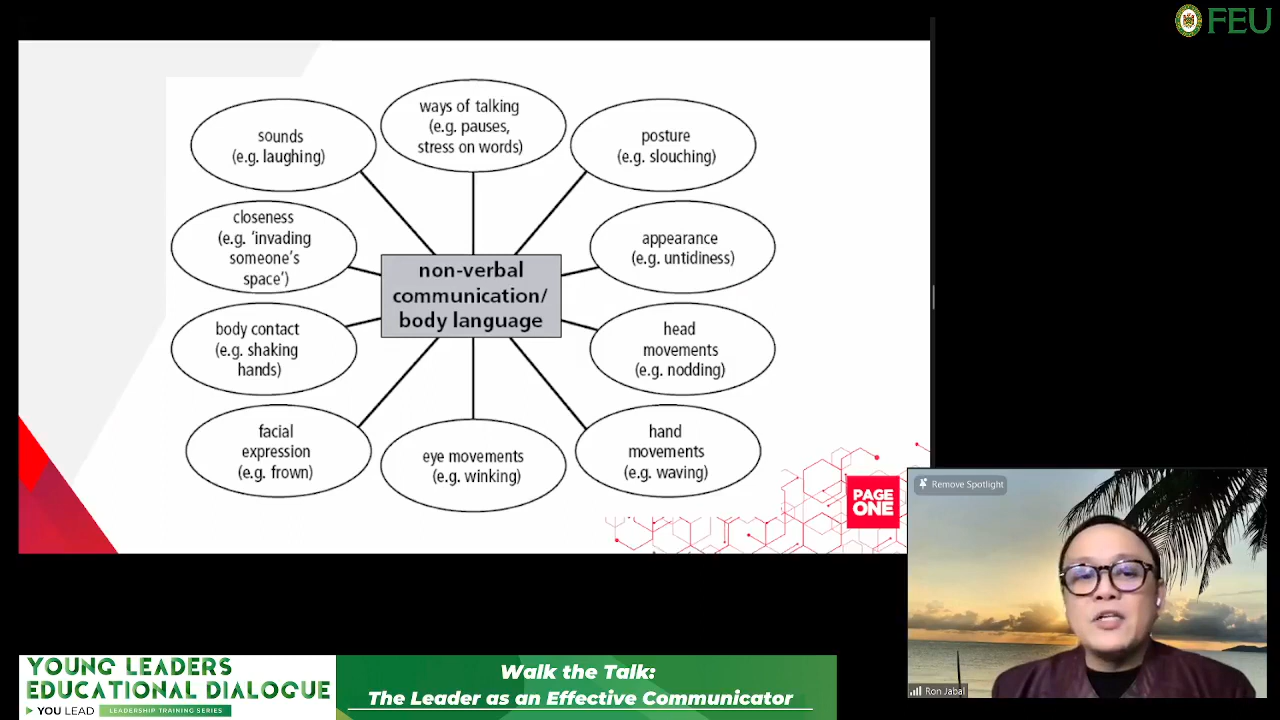 FEU
sounds
(e.g. laughing)
ways of talking
(e.g. pauses,
stress on words)
posture
(e.g. slouching)
closeness
(e.g. ‘invading
someone’s
space’)
appearance
(e.g. untidiness)
non-verbal
communication/
body language
body contact
(e.g. shaking
hands)
head
movements
(e.g. nodding)
facial
expression
(e.g. frown)
eye movements
(e.g. winking)
hand
movements
(e.g. waving)
PAGE
ONE
Remove Spotlight
Ron Jabal
YOUNG LEADERS
EDUCATIONAL DIALOGUE
YOU LEAD LEADERSHIP TRAINING SERIES
Walk the Talk:
The Leader as an Effective Communicator